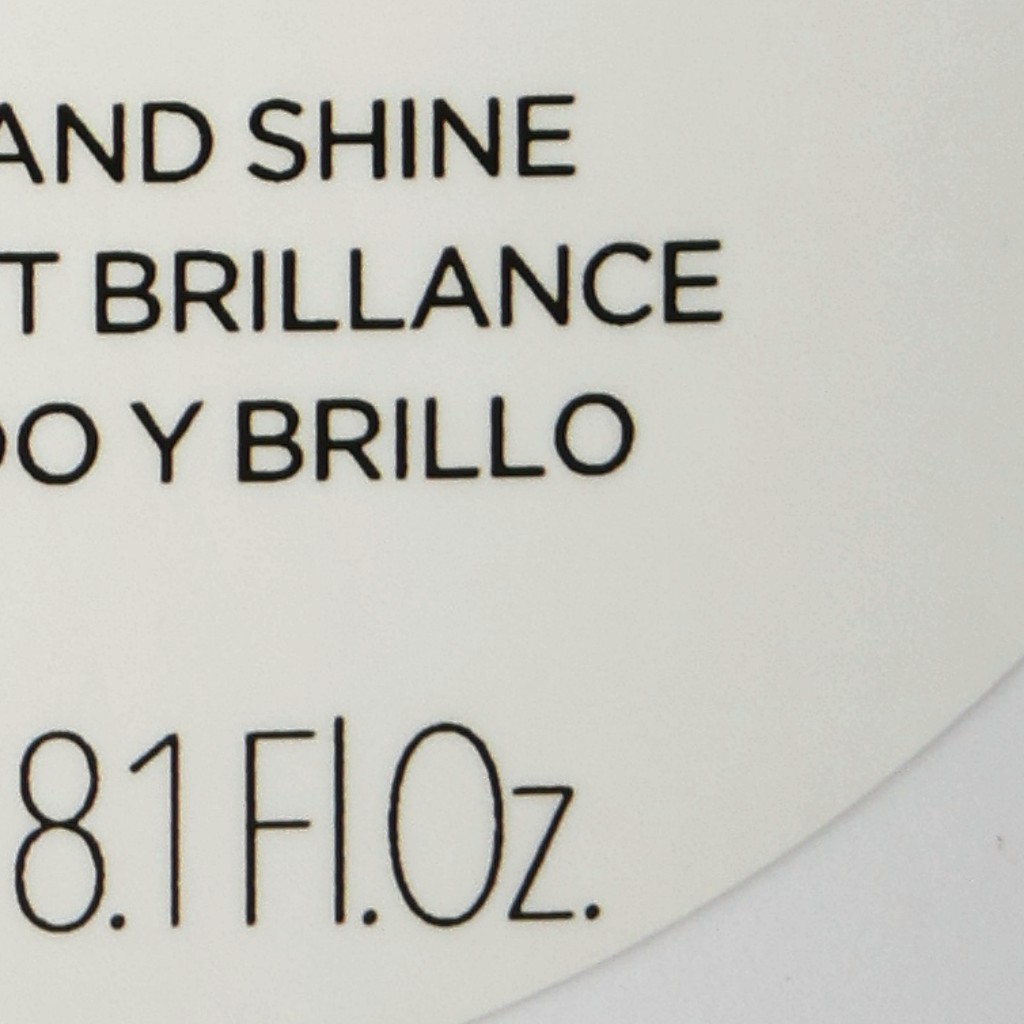 AND SHINE
T BRILLANCE
DO Y BRILLO
8.1 Fl.Oz.